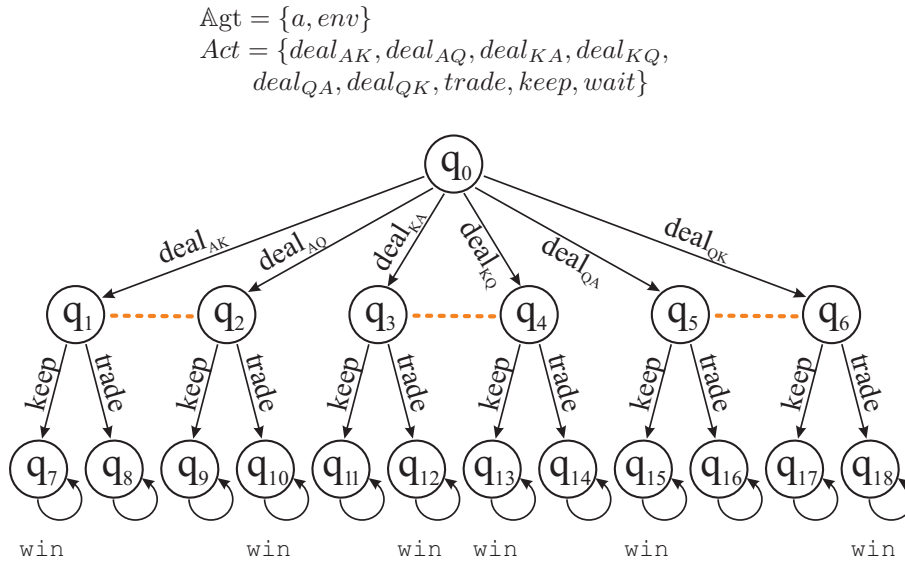 𝔸gt = {a, env}
Act = {deal_AK, deal_AQ, deal_KA, deal_KQ,
deal_QA, deal_QK, trade, keep, wait}
q₀
deal_AK deal_AQ deal_KA deal_KQ deal_QA deal_QK
q₁ q₂ q₃ q₄ q₅ q₆
keep trade keep trade keep trade keep trade keep trade keep trade
q₇ q₈ q₉ q₁₀ q₁₁ q₁₂ q₁₃ q₁₄ q₁₅ q₁₆ q₁₇ q₁₈
win win win win win win